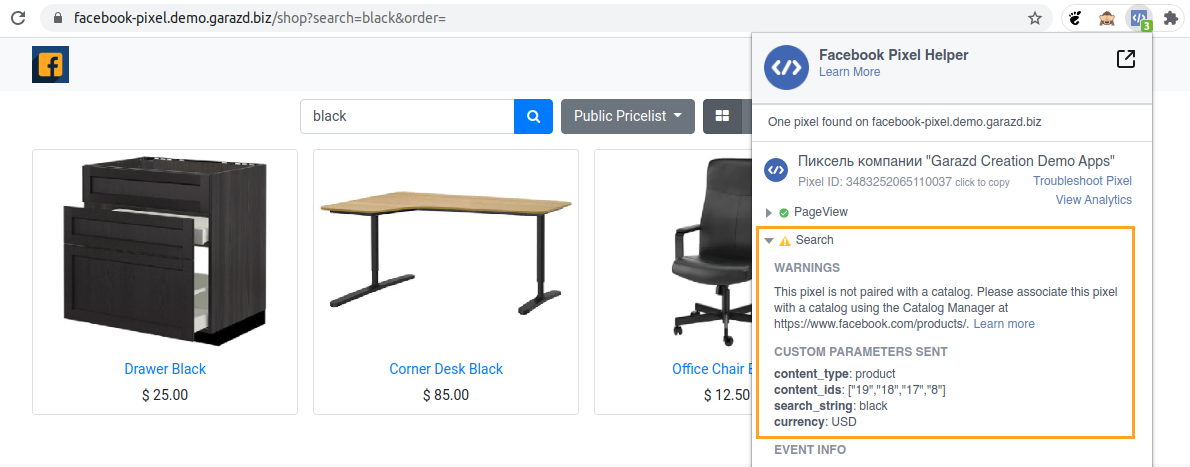 facebook-pixel.demo.garazd.biz/shop?search=black&order=
3
Facebook Pixel Helper
Learn More
One pixel found on facebook-pixel.demo.garazd.biz
black
Public Pricelist
Пиксель компании "Garazd Creation Demo Apps"
Pixel ID: 3483252065110037 click to copy
Troubleshoot Pixel
View Analytics
PageView
Search
WARNINGS
This pixel is not paired with a catalog. Please associate this pixel
with a catalog using the Catalog Manager at
https://www.facebook.com/products/. Learn more
CUSTOM PARAMETERS SENT
content_type: product
content_ids: ["19","18","17","8"]
search_string: black
currency: USD
EVENT INFO
Drawer Black
$ 25.00
Corner Desk Black
$ 85.00
Office Chair
$ 12.50